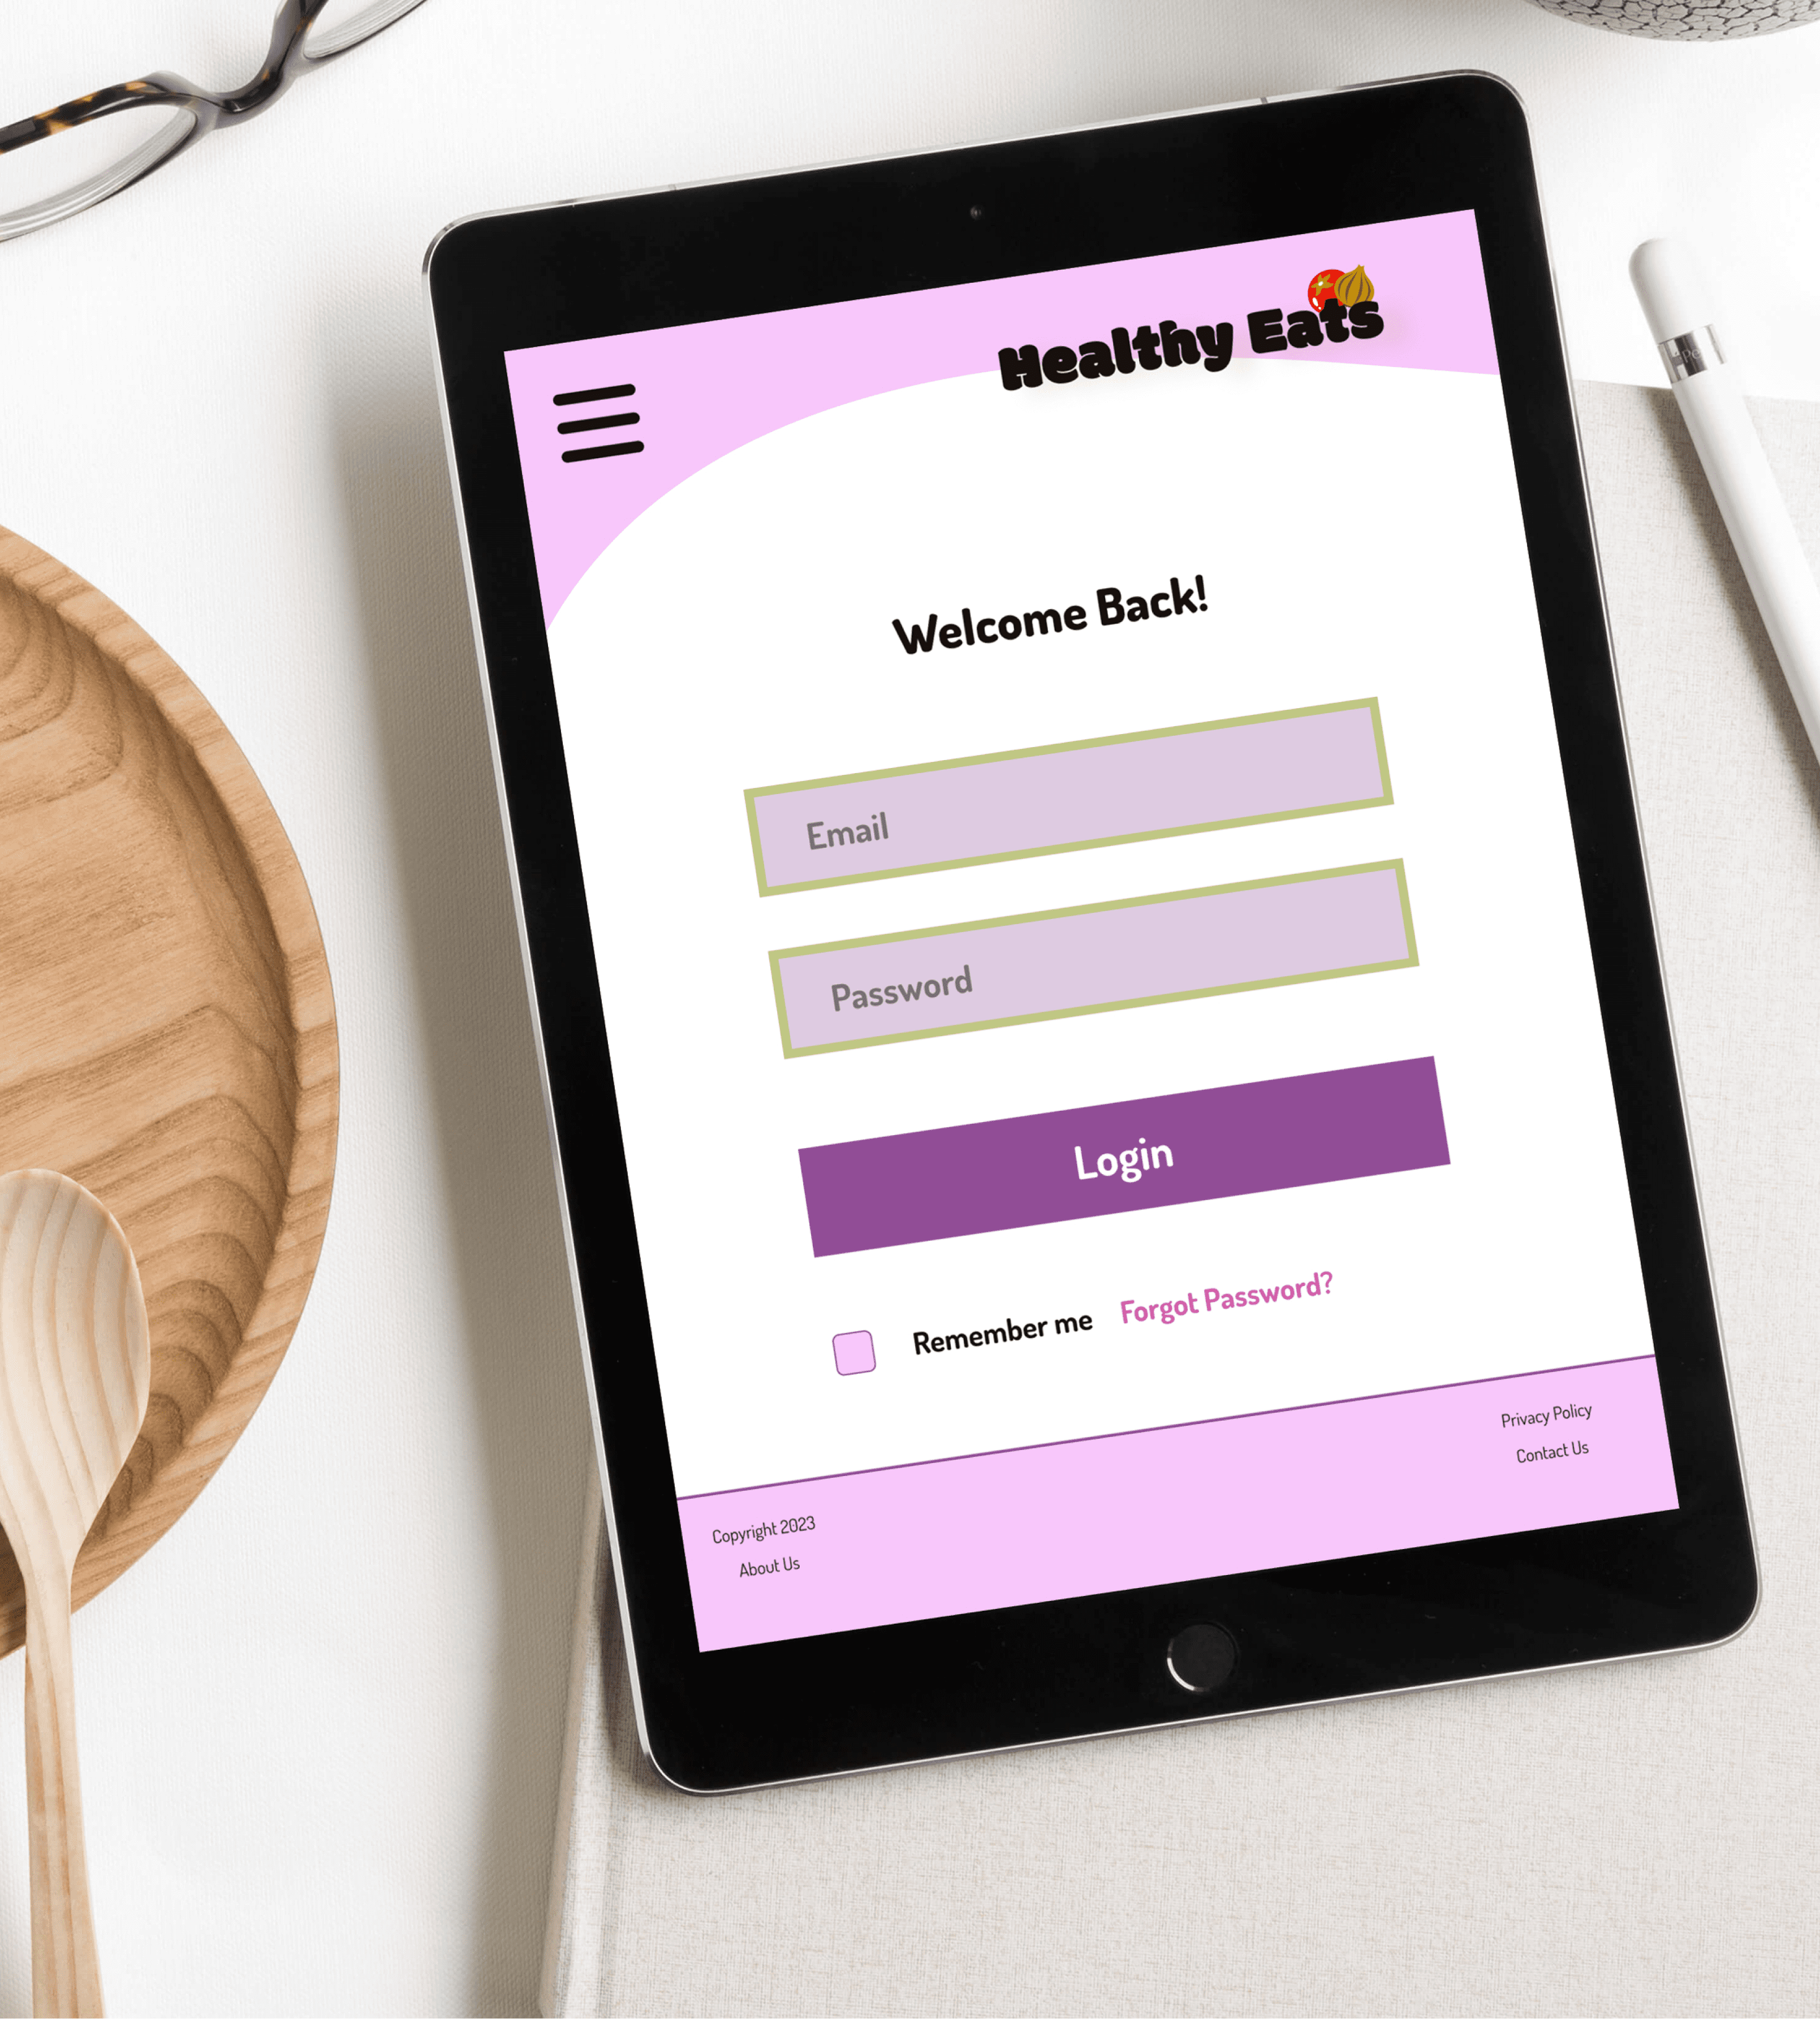 Healthy Eats
Welcome Back!
Email
Password
Login
Remember me Forgot Password?
Privacy Policy
Contact Us
Copyright 2023
About Us